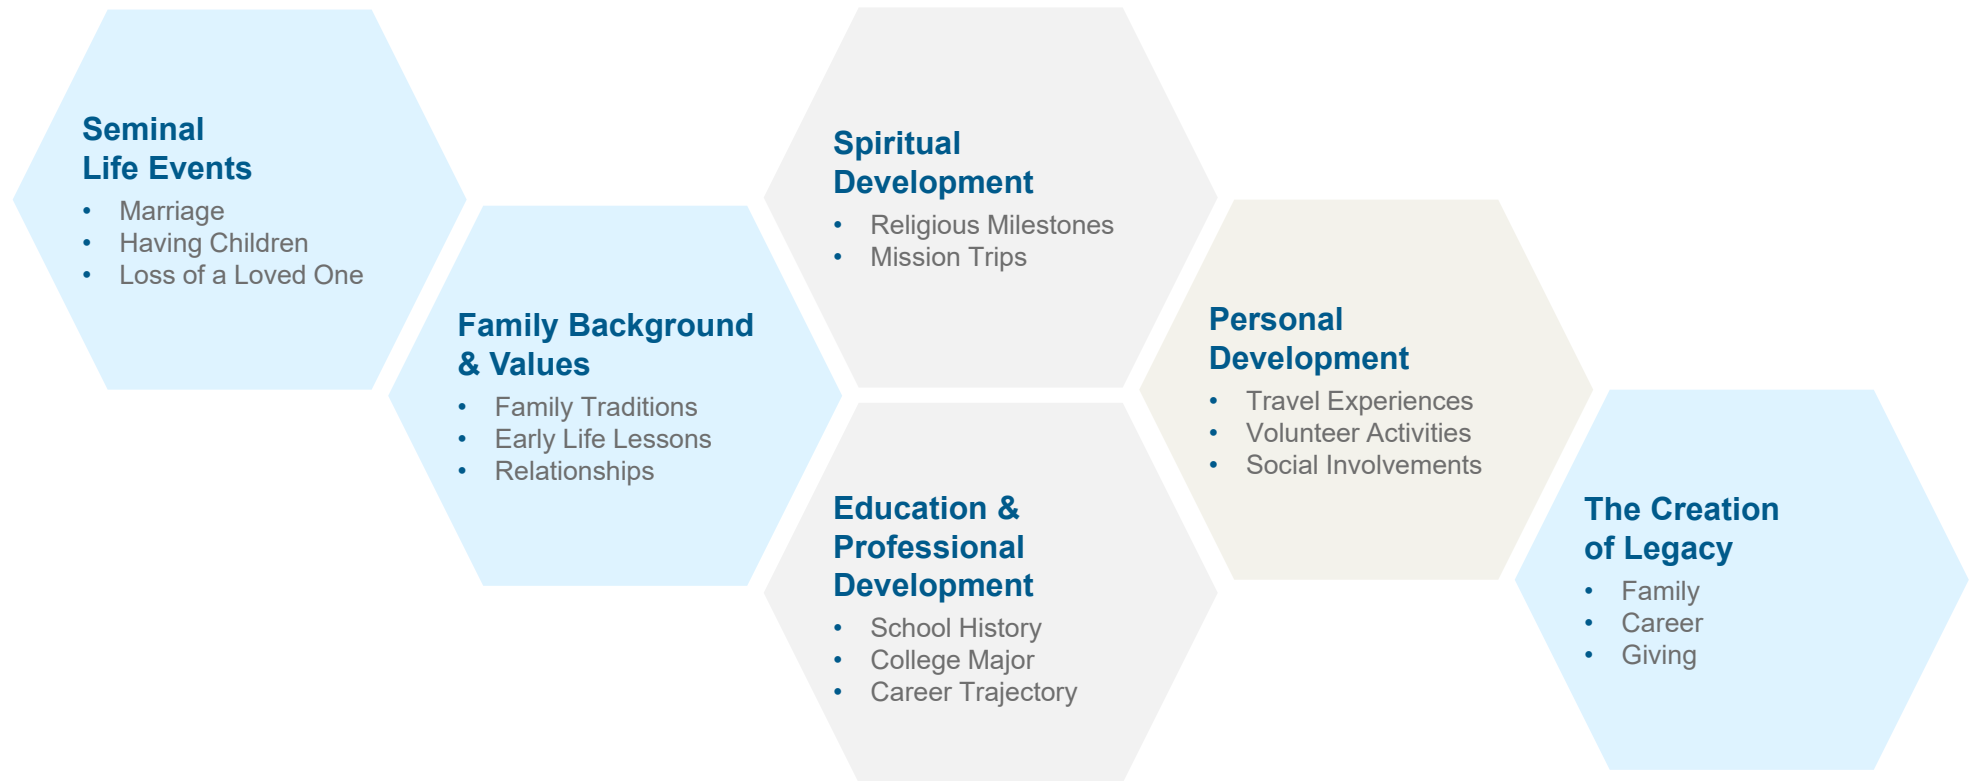 Seminal
Life Events
• Marriage
• Having Children
• Loss of a Loved One
Family Background
& Values
• Family Traditions
• Early Life Lessons
• Relationships
Spiritual
Development
• Religious Milestones
• Mission Trips
Education &
Professional
Development
• School History
• College Major
• Career Trajectory
Personal
Development
• Travel Experiences
• Volunteer Activities
• Social Involvements
The Creation
of Legacy
• Family
• Career
• Giving